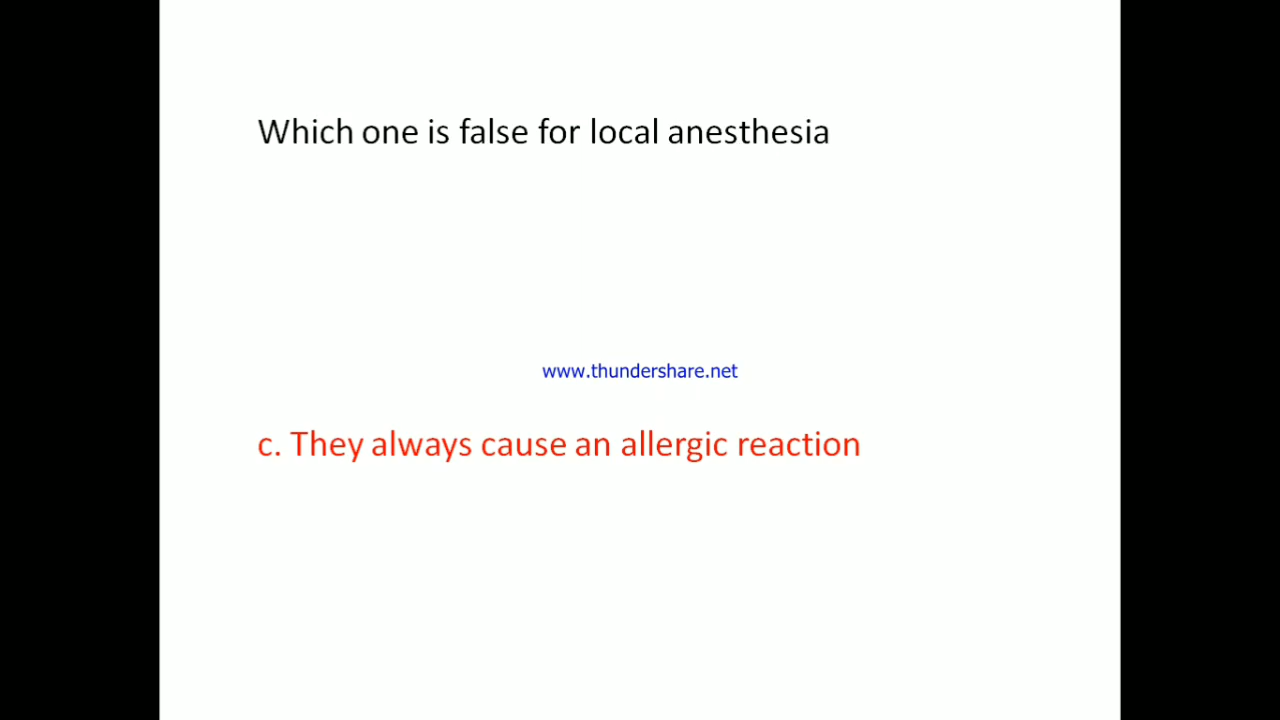 Which one is false for local anesthesia
www.thundershare.net
c. They always cause an allergic reaction